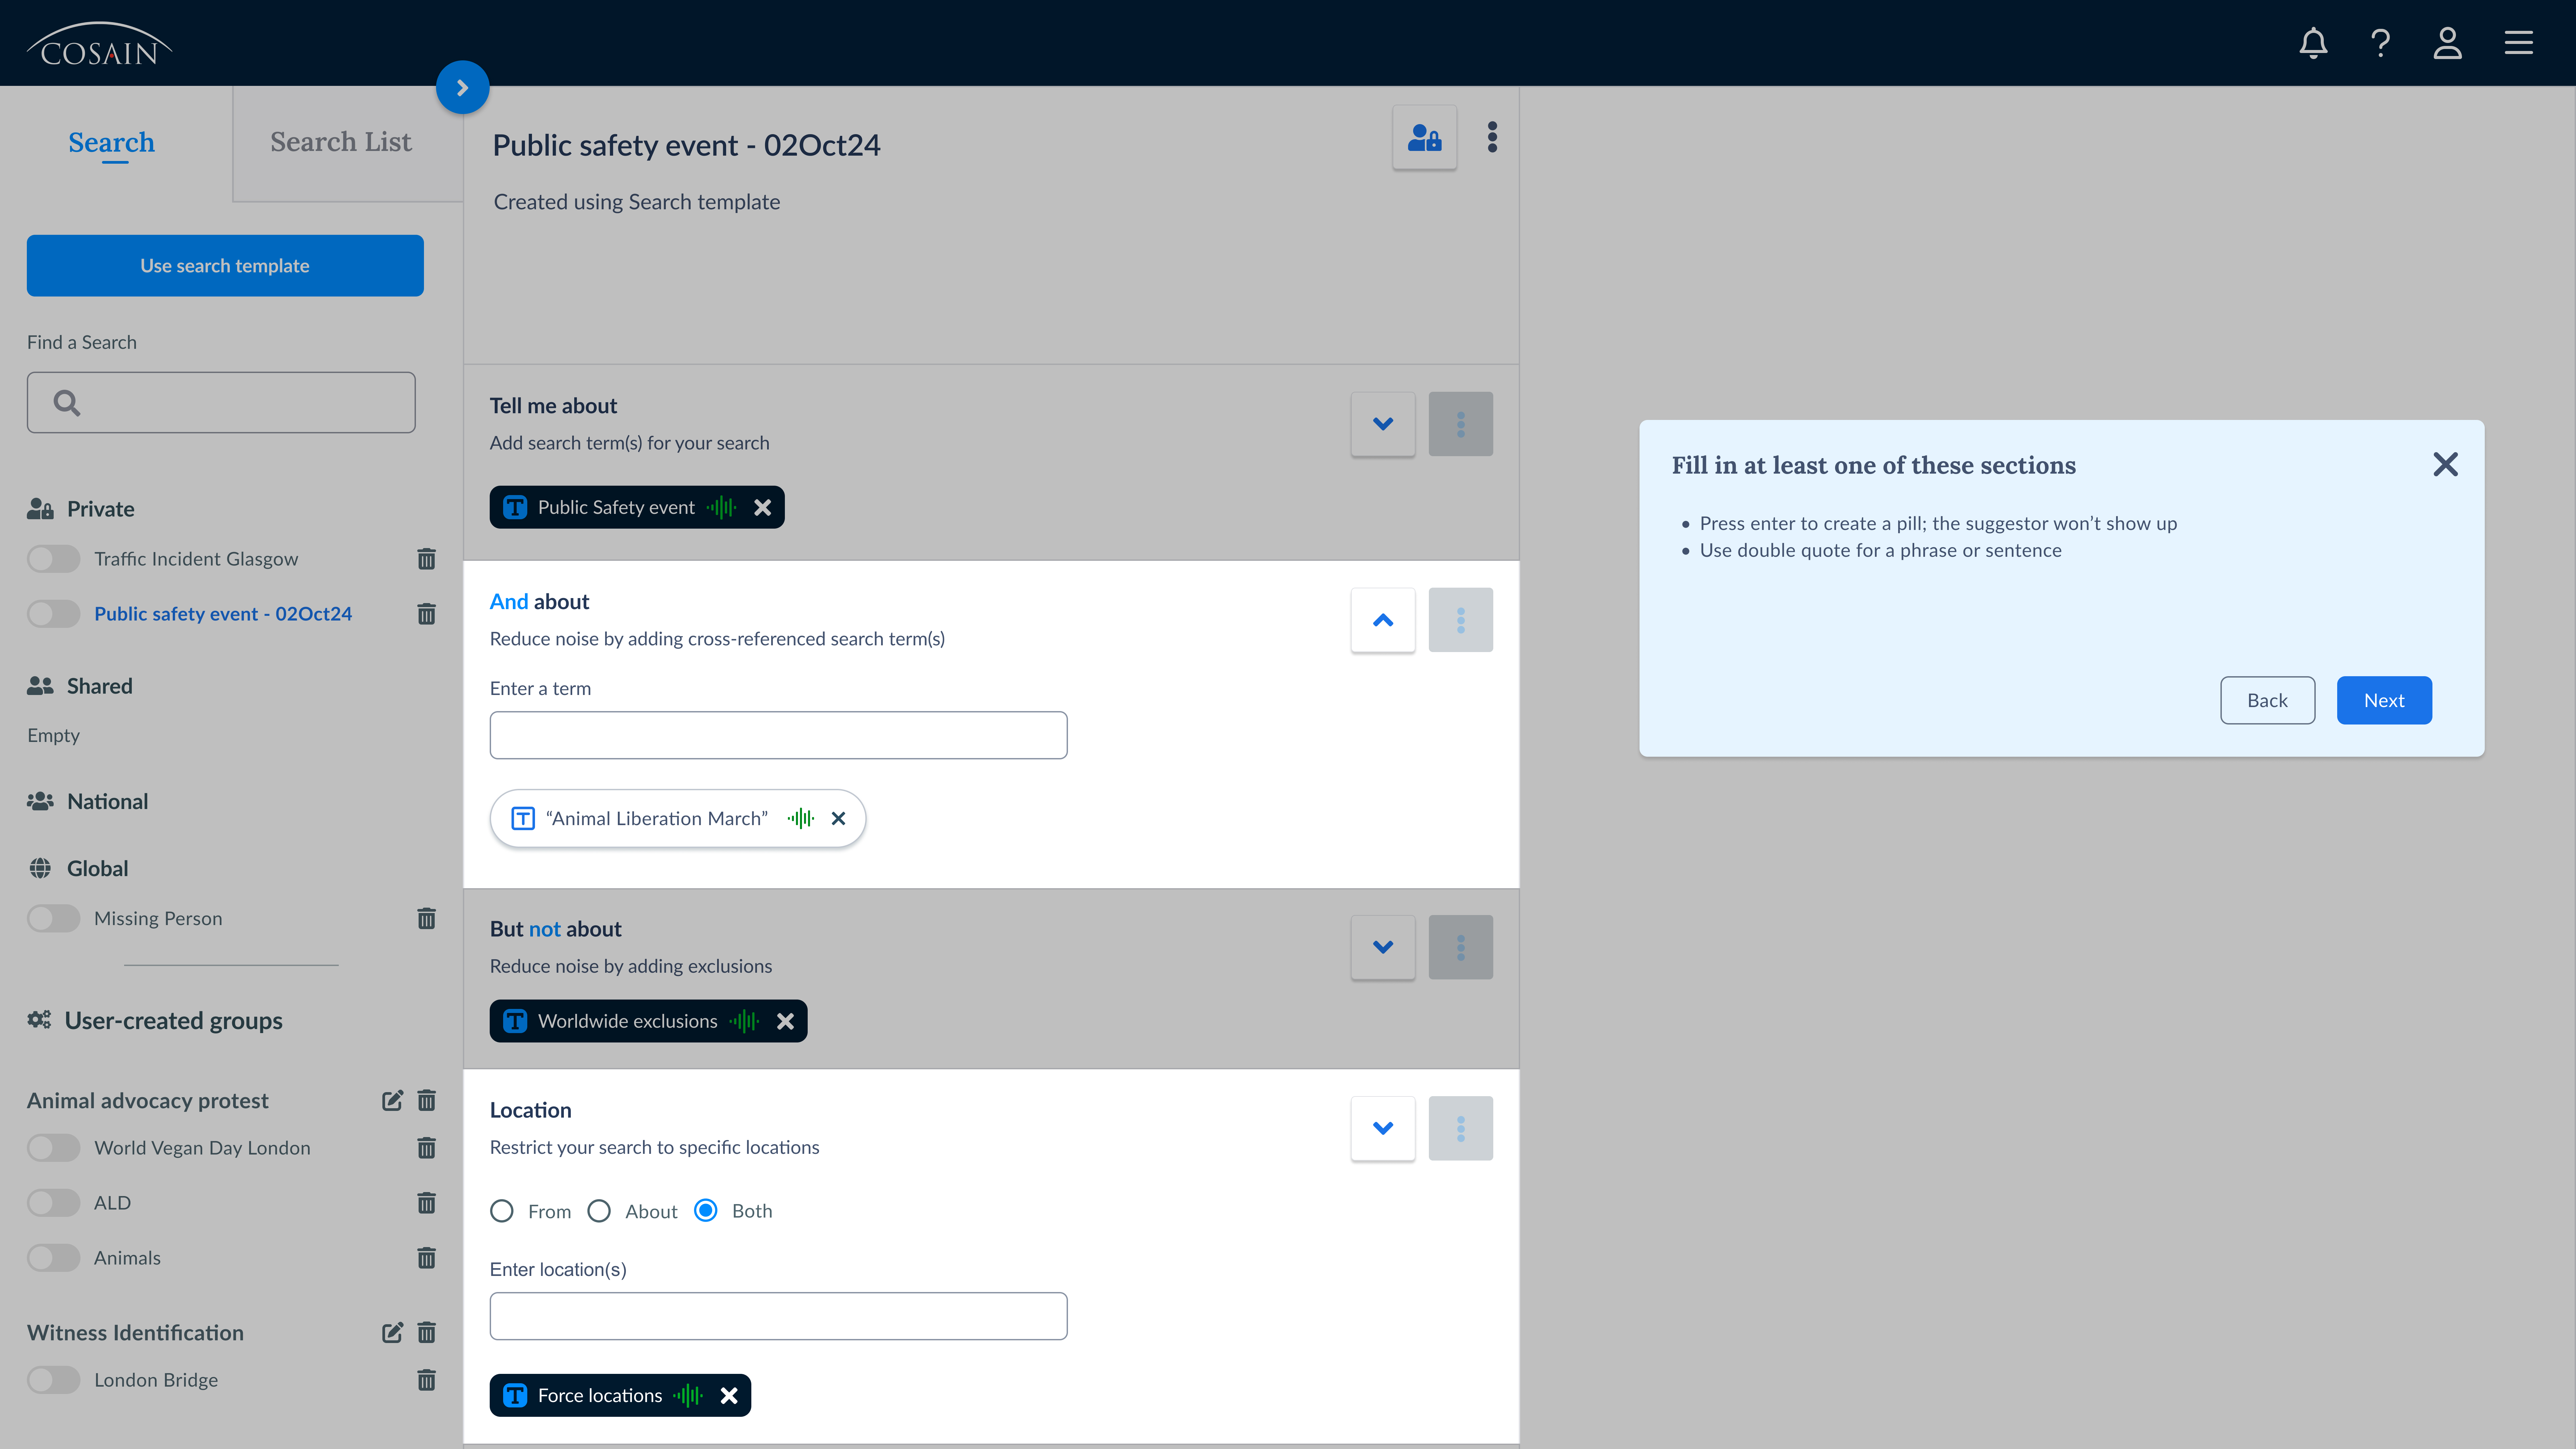 COSAIN
Search
Search List
Use search template
Find a Search
Private
Traffic Incident Glasgow
Public safety event - 02Oct24
Shared
Empty
National
Global
Missing Person
User-created groups
Animal advocacy protest
World Vegan Day London
ALD
Animals
Witness Identification
London Bridge
Public safety event - 02Oct24
Created using Search template
Tell me about
Add search term(s) for your search
T Public Safety event
And about
Reduce noise by adding cross-referenced search term(s)
Enter a term
T “Animal Liberation March”
But not about
Reduce noise by adding exclusions
T Worldwide exclusions
Location
Restrict your search to specific locations
From About Both
Enter location(s)
T Force locations
Fill in at least one of these sections
• Press enter to create a pill; the suggestor won’t show up
• Use double quote for a phrase or sentence
Back Next